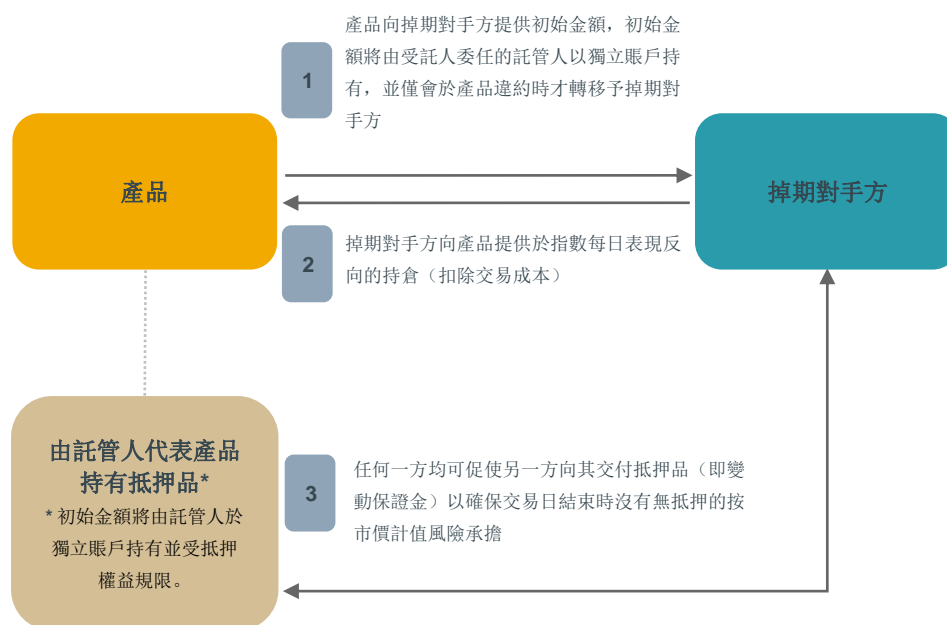 產品向掉期對手方提供初始金額，初始金
額將由受託人委任的託管人以獨立賬戶持
有，並僅會於產品違約時才轉移予掉期對
手方
1
產品
掉期對手方
2
掉期對手方向產品提供於指數每日表現反
向的持倉（扣除交易成本）
由託管人代表產品
持有抵押品*
* 初始金額將由託管人於
獨立賬戶持有並受抵押
權益規限。
3
任何一方均可促使另一方向其交付抵押品（即變
動保證金）以確保交易日結束時沒有無抵押的按
市價計值風險承擔